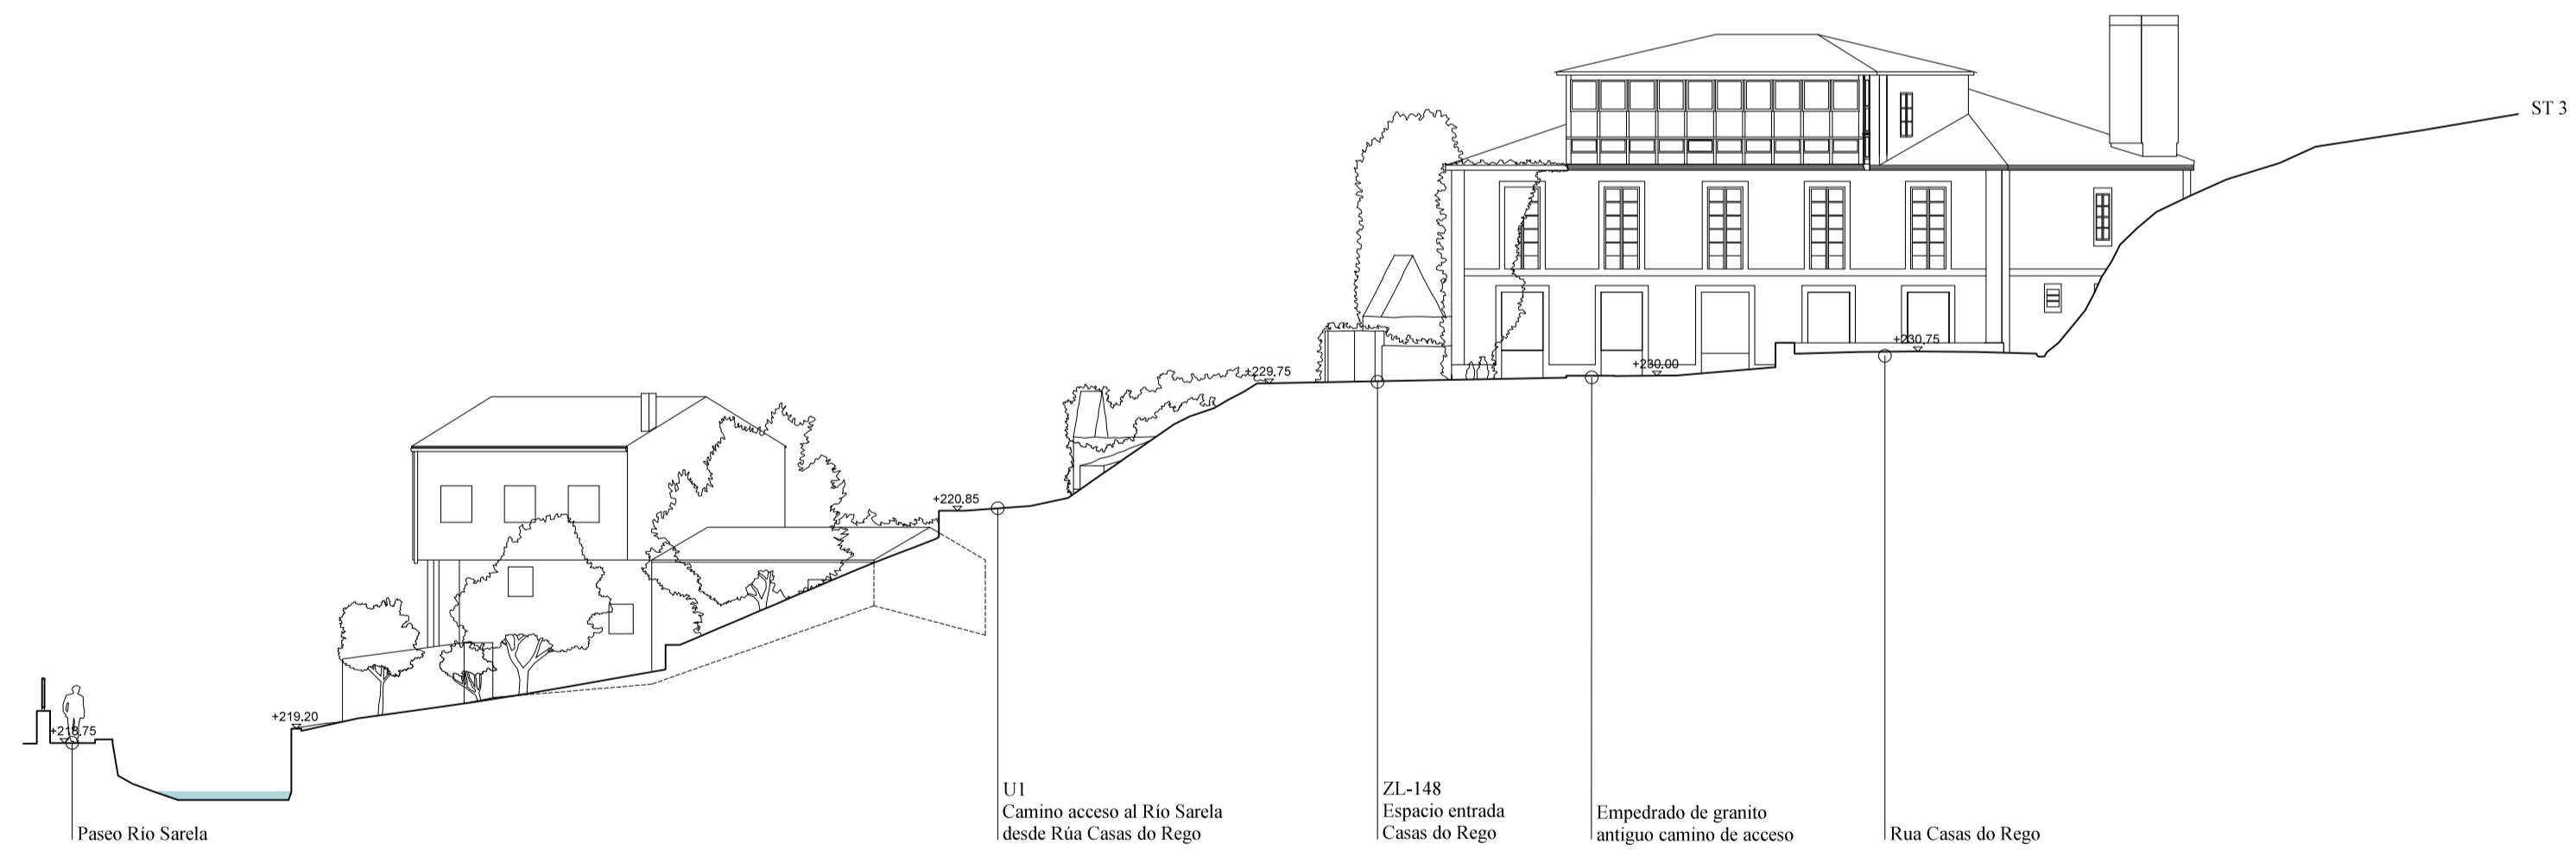 ST 3
+230.75
+230.00
+229.75
+220.85
+219.20
+218.75
U1
Camino acceso al Río Sarela
desde Rúa Casas do Rego
ZL-148
Espacio entrada
Casas do Rego
Empedrado de granito
antiguo camino de acceso
Rua Casas do Rego
Paseo Río Sarela